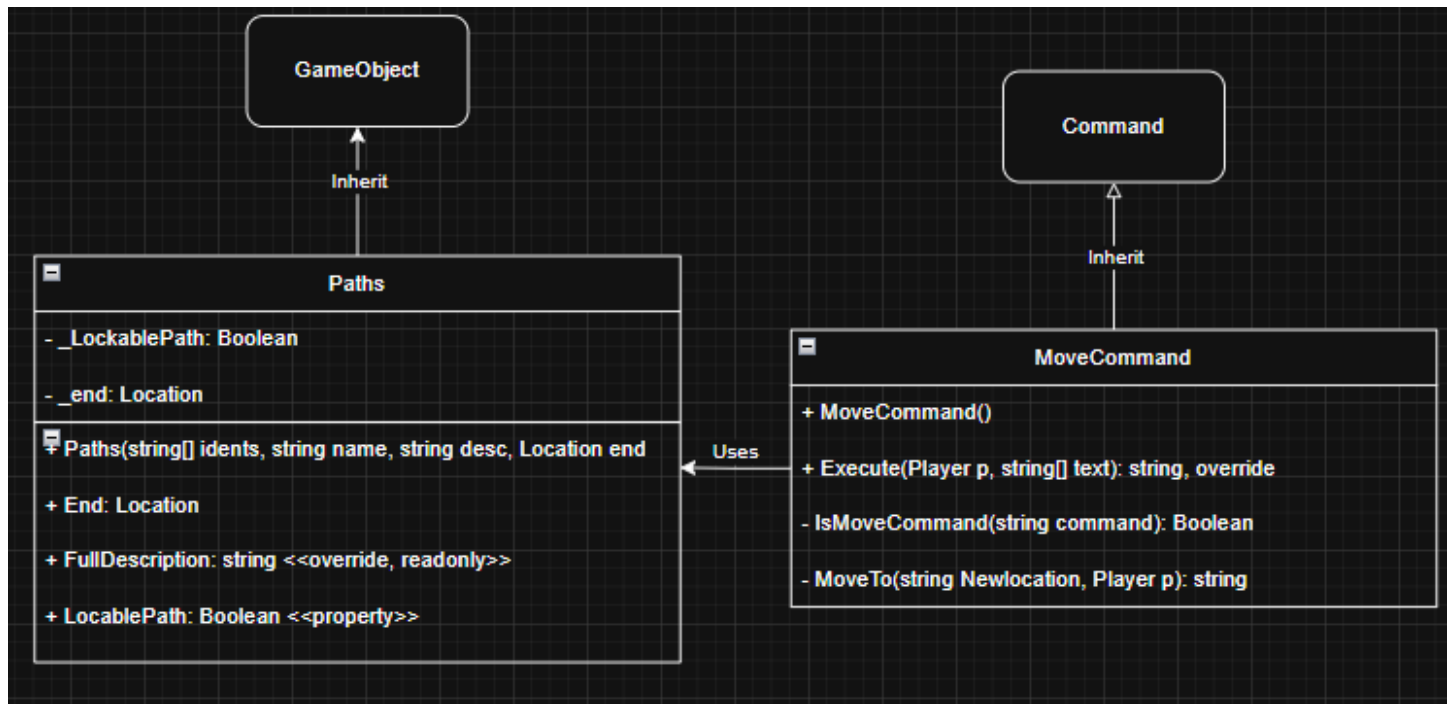 GameObject
Command
Inherit
Inherit
Paths
- _LockablePath: Boolean
- _end: Location
+ Paths(string[] idents, string name, string desc, Location end
+ End: Location
+ FullDescription: string <<override, readonly>>
+ LocablePath: Boolean <<property>>
Uses
MoveCommand
+ MoveCommand()
+ Execute(Player p, string[] text): string, override
- IsMoveCommand(string command): Boolean
- MoveTo(string Newlocation, Player p): string